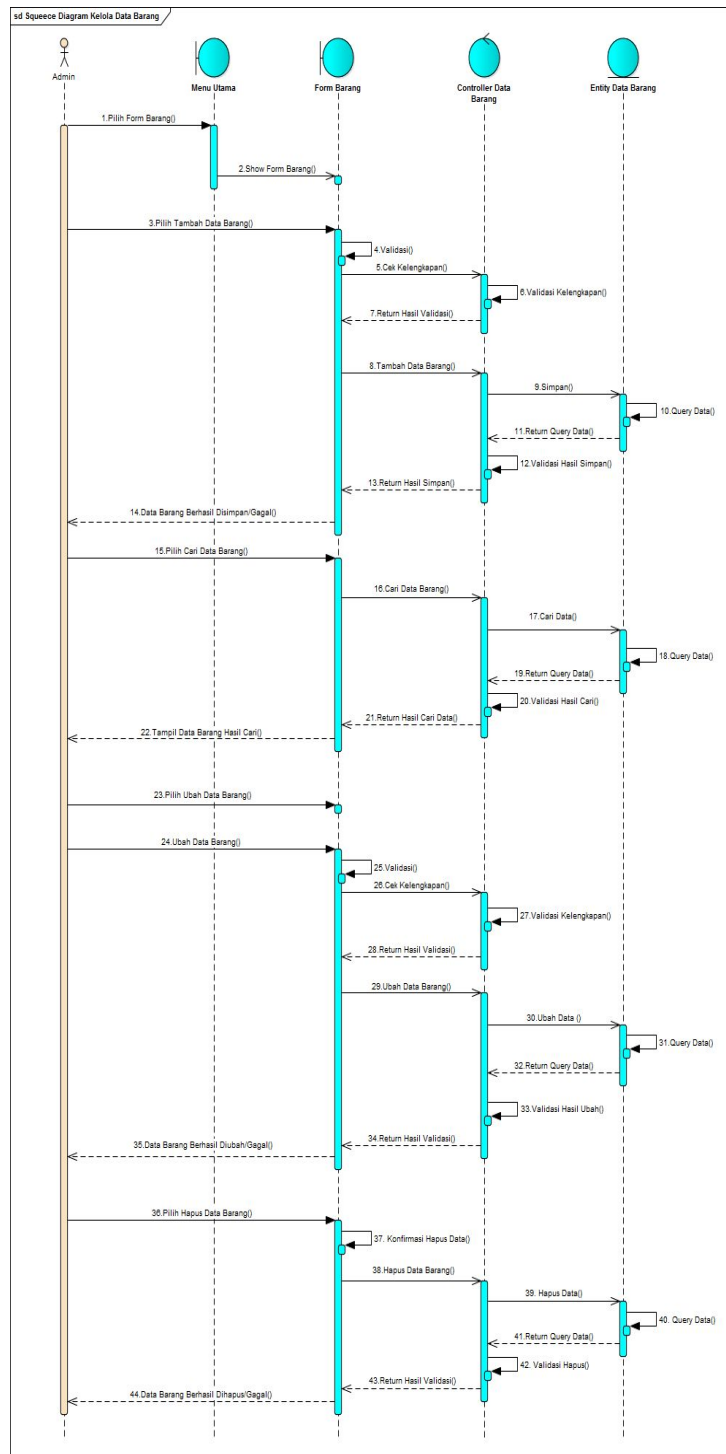 sd Squeece Diagram Kelola Data Barang
Admin
Menu Utama
Form Barang
Controller Data
Barang
Entity Data Barang
1.Pilih Form Barang()
2.Show Form Barang()
3.Pilih Tambah Data Barang()
4.Validasi()
5.Cek Kelengkapan()
6.Validasi Kelengkapan()
7.Return Hasil Validasi()
8.Tambah Data Barang()
9.Simpan()
10.Query Data()
11.Return Query Data()
12.Validasi Hasil Simpan()
13.Return Hasil Simpan()
14.Data Barang Berhasil Disimpan/Gagal()
15.Pilih Cari Data Barang()
16.Cari Data Barang()
17.Cari Data()
18.Query Data()
19.Return Query Data()
20.Validasi Hasil Cari()
21.Return Hasil Cari Data()
22.Tampil Data Barang Hasil Cari()
23.Pilih Ubah Data Barang()
24.Ubah Data Barang()
25.Validasi()
26.Cek Kelengkapan()
27.Validasi Kelengkapan()
28.Return Hasil Validasi()
29.Ubah Data Barang()
30.Ubah Data ()
31.Query Data()
32.Return Query Data()
33.Validasi Hasil Ubah()
34.Return Hasil Validasi()
35.Data Barang Berhasil Diubah/Gagal()
36.Pilih Hapus Data Barang()
37. Konfirmasi Hapus Data()
38.Hapus Data Barang()
39. Hapus Data()
40. Query Data()
41.Return Query Data()
42. Validasi Hapus()
43.Return Hasil Validasi()
44.Data Barang Berhasil Dihapus/Gagal()